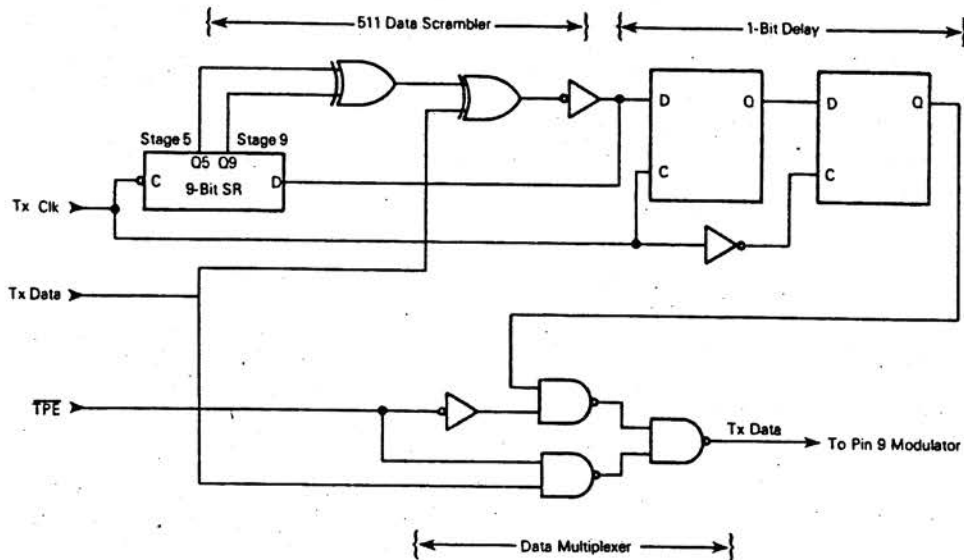 511 Data Scrambler
1-Bit Delay
D Q
D Q
Stage 5 Stage 9
Q5 Q9
C 9-Bit SR D
C
C
Tx Clk
Tx Data
TPE
Tx Data
To Pin 9 Modulator
Data Multiplexer